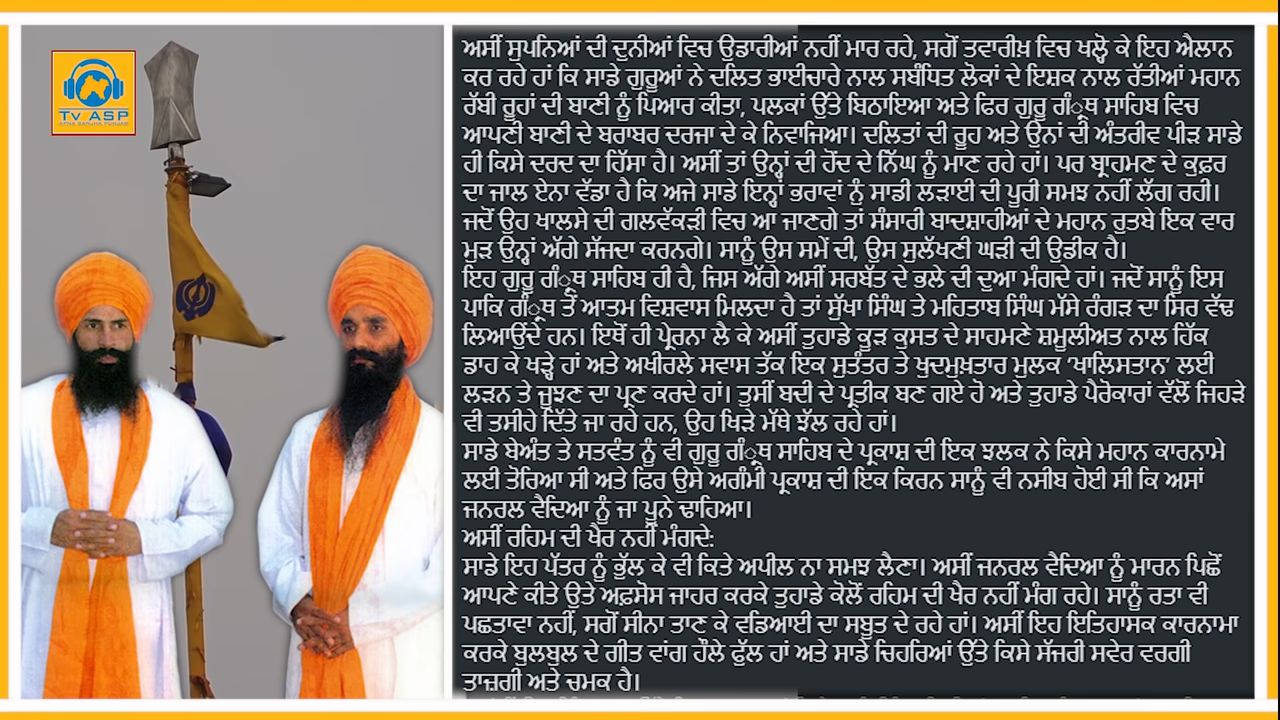 TV ASP
APNA SANJHA PUNJAB
ਅਸੀਂ ਸੁਪਨਿਆਂ ਦੀ ਦੁਨੀਆਂ ਵਿਚ ਉਡਾਰੀਆਂ ਨਹੀਂ ਮਾਰ ਰਹੇ, ਸਗੋਂ ਤਵਾਰੀਖ਼ ਵਿਚ ਖਲ੍ਹੋ ਕੇ ਇਹ ਐਲਾਨ
ਕਰ ਰਹੇ ਹਾਂ ਕਿ ਸਾਡੇ ਗੁਰੂਆਂ ਨੇ ਦਲਿਤ ਭਾਈਚਾਰੇ ਨਾਲ ਸਬੰਧਿਤ ਲੋਕਾਂ ਦੇ ਇਸ਼ਕ ਨਾਲ ਰੱਤੀਆਂ ਮਹਾਨ
ਰੱਬੀ ਰੂਹਾਂ ਦੀ ਬਾਣੀ ਨੂੰ ਪਿਆਰ ਕੀਤਾ, ਪਲਕਾਂ ਉੱਤੇ ਬਿਠਾਇਆ ਅਤੇ ਫਿਰ ਗੁਰੂ ਗੰ੍ਰਥ ਸਾਹਿਬ ਵਿਚ
ਆਪਣੀ ਬਾਣੀ ਦੇ ਬਰਾਬਰ ਦਰਜਾ ਦੇ ਕੇ ਨਿਵਾਜਿਆ। ਦਲਿਤਾਂ ਦੀ ਰੂਹ ਅਤੇ ਉਨਾਂ ਦੀ ਅੰਤਰੀਵ ਪੀੜ ਸਾਡੇ
ਹੀ ਕਿਸੇ ਦਰਦ ਦਾ ਹਿੱਸਾ ਹੈ। ਅਸੀਂ ਤਾਂ ਉਨ੍ਹਾਂ ਦੀ ਹੋਂਦ ਦੇ ਨਿੱਘ ਨੂੰ ਮਾਣ ਰਹੇ ਹਾਂ। ਪਰ ਬ੍ਰਾਹਮਣ ਦੇ ਕੁਫ਼ਰ
ਦਾ ਜਾਲ ਏਨਾ ਵੱਡਾ ਹੈ ਕਿ ਅਜੇ ਸਾਡੇ ਇਨ੍ਹਾਂ ਭਰਾਵਾਂ ਨੂੰ ਸਾਡੀ ਲੜਾਈ ਦੀ ਪੂਰੀ ਸਮਝ ਨਹੀਂ ਲੱਗ ਰਹੀ।
ਜਦੋਂ ਉਹ ਖਾਲਸੇ ਦੀ ਗਲਵੱਕੜੀ ਵਿਚ ਆ ਜਾਣਗੇ ਤਾਂ ਸੰਸਾਰੀ ਬਾਦਸ਼ਾਹੀਆਂ ਦੇ ਮਹਾਨ ਰੁਤਬੇ ਇਕ ਵਾਰ
ਮੁੜ ਉਨ੍ਹਾਂ ਅੱਗੇ ਸੱਜਦਾ ਕਰਨਗੇ। ਸਾਨੂੰ ਉਸ ਸਮੇਂ ਦੀ, ਉਸ ਸੁਲੱਖਣੀ ਘੜੀ ਦੀ ਉਡੀਕ ਹੈ।
ਇਹ ਗੁਰੂ ਗੰ੍ਰਥ ਸਾਹਿਬ ਹੀ ਹੈ, ਜਿਸ ਅੱਗੇ ਅਸੀਂ ਸਰਬੱਤ ਦੇ ਭਲੇ ਦੀ ਦੁਆ ਮੰਗਦੇ ਹਾਂ। ਜਦੋਂ ਸਾਨੂੰ ਇਸ
ਪਾਕਿ ਗੰ੍ਰਥ ਤੋਂ ਆਤਮ ਵਿਸ਼ਵਾਸ ਮਿਲਦਾ ਹੈ ਤਾਂ ਸੁੱਖਾ ਸਿੰਘ ਤੇ ਮਹਿਤਾਬ ਸਿੰਘ ਮੱਸੇ ਰੰਗੜ ਦਾ ਸਿਰ ਵੱਢ
ਲਿਆਉਂਦੇ ਹਨ। ਇਥੋਂ ਹੀ ਪ੍ਰੇਰਨਾ ਲੈ ਕੇ ਅਸੀਂ ਤੁਹਾਡੇ ਕੂੜ ਕੁਸਤ ਦੇ ਸਾਹਮਣੇ ਸ਼ਮੂਲੀਅਤ ਨਾਲ ਹਿੱਕ
ਡਾਹ ਕੇ ਖੜ੍ਹੇ ਹਾਂ ਅਤੇ ਅਖੀਰਲੇ ਸਵਾਸ ਤੱਕ ਇਕ ਸੁਤੰਤਰ ਤੇ ਖੁਦਮੁਖ਼ਤਾਰ ਮੁਲਕ ‘ਖਾਲਿਸਤਾਨ’ ਲਈ
ਲੜਨ ਤੇ ਜੂਝਣ ਦਾ ਪ੍ਰਣ ਕਰਦੇ ਹਾਂ। ਤੁਸੀਂ ਬਦੀ ਦੇ ਪ੍ਰਤੀਕ ਬਣ ਗਏ ਹੋ ਅਤੇ ਤੁਹਾਡੇ ਪੈਰੋਕਾਰਾਂ ਵੱਲੋਂ ਜਿਹੜੇ
ਵੀ ਤਸੀਹੇ ਦਿੱਤੇ ਜਾ ਰਹੇ ਹਨ, ਉਹ ਖਿੜੇ ਮੱਥੇ ਝੱਲ ਰਹੇ ਹਾਂ।
ਸਾਡੇ ਬੇਅੰਤ ਤੇ ਸਤਵੰਤ ਨੂੰ ਵੀ ਗੁਰੂ ਗੰ੍ਰਥ ਸਾਹਿਬ ਦੇ ਪ੍ਰਕਾਸ਼ ਦੀ ਇਕ ਝਲਕ ਨੇ ਕਿਸੇ ਮਹਾਨ ਕਾਰਨਾਮੇ
ਲਈ ਤੋਰਿਆ ਸੀ ਅਤੇ ਫਿਰ ਉਸੇ ਅਗੰਮੀ ਪ੍ਰਕਾਸ਼ ਦੀ ਇਕ ਕਿਰਨ ਸਾਨੂੰ ਵੀ ਨਸੀਬ ਹੋਈ ਸੀ ਕਿ ਅਸਾਂ
ਜਨਰਲ ਵੈਦਿਆ ਨੂੰ ਜਾ ਪੂਨੇ ਢਾਹਿਆ।
ਅਸੀਂ ਰਹਿਮ ਦੀ ਖੈਰ ਨਹੀਂ ਮੰਗਦੇ:
ਸਾਡੇ ਇਹ ਪੱਤਰ ਨੂੰ ਭੁੱਲ ਕੇ ਵੀ ਕਿਤੇ ਅਪੀਲ ਨਾ ਸਮਝ ਲੈਣਾ। ਅਸੀਂ ਜਨਰਲ ਵੈਦਿਆ ਨੂੰ ਮਾਰਨ ਪਿਛੋਂ
ਆਪਣੇ ਕੀਤੇ ਉਤੇ ਅਫ਼ਸੋਸ ਜਾਹਰ ਕਰਕੇ ਤੁਹਾਡੇ ਕੋਲੋਂ ਰਹਿਮ ਦੀ ਖੈਰ ਨਹੀਂ ਮੰਗ ਰਹੇ। ਸਾਨੂੰ ਰਤਾ ਵੀ
ਪਛਤਾਵਾ ਨਹੀਂ, ਸਗੋਂ ਸੀਨਾ ਤਾਣ ਕੇ ਵਡਿਆਈ ਦਾ ਸਬੂਤ ਦੇ ਰਹੇ ਹਾਂ। ਅਸੀਂ ਇਹ ਇਤਿਹਾਸਕ ਕਾਰਨਾਮਾ
ਕਰਕੇ ਬੁਲਬੁਲ ਦੇ ਗੀਤ ਵਾਂਗ ਹੌਲੇ ਫੁੱਲ ਹਾਂ ਅਤੇ ਸਾਡੇ ਚਿਹਰਿਆਂ ਉੱਤੇ ਕਿਸੇ ਸੱਜਰੀ ਸਵੇਰ ਵਰਗੀ
ਤਾਜ਼ਗੀ ਅਤੇ ਚਮਕ ਹੈ।